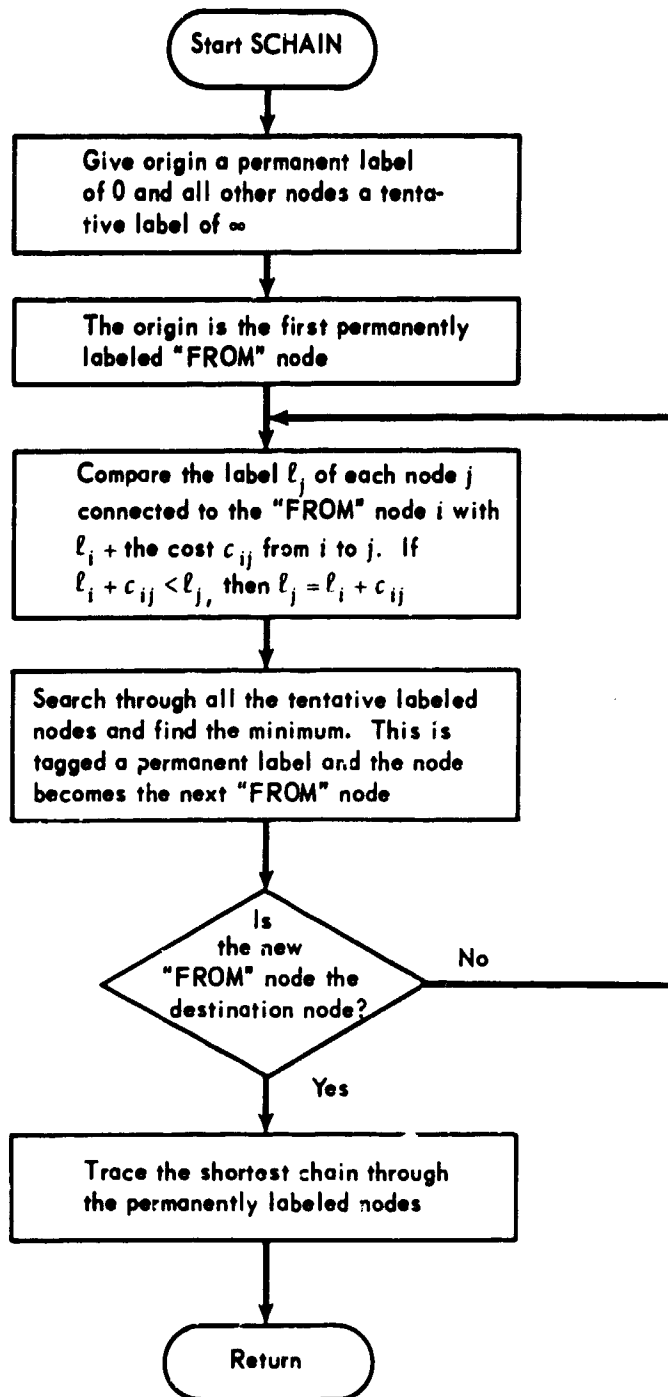 Start SCHAIN
Give origin a permanent label
of 0 and all other nodes a tenta-
tive label of ∞
The origin is the first permanently
labeled "FROM" node
Compare the label ℓj of each node j
connected to the "FROM" node i with
ℓi + the cost cij from i to j. If
ℓi + cij < ℓj, then ℓj = ℓi + cij
Search through all the tentative labeled
nodes and find the minimum. This is
tagged a permanent label and the node
becomes the next "FROM" node
Is
the new
"FROM" node the
destination node?
No
Yes
Trace the shortest chain through
the permanently labeled nodes
Return